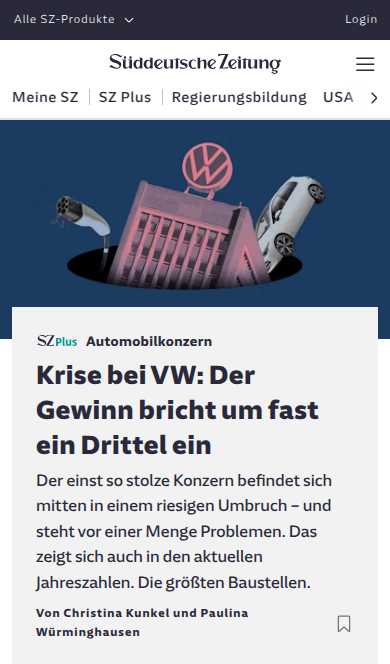 Alle SZ-Produkte
Login
Süddeutsche Zeitung
Meine SZ
SZ Plus
Regierungsbildung
USA
SZ Plus Automobilkonzern
Krise bei VW: Der
Gewinn bricht um fast
ein Drittel ein
Der einst so stolze Konzern befindet sich
mitten in einem riesigen Umbruch – und
steht vor einer Menge Problemen. Das
zeigt sich auch in den aktuellen
Jahreszahlen. Die größten Baustellen.
Von Christina Kunkel und Paulina
Würminghausen